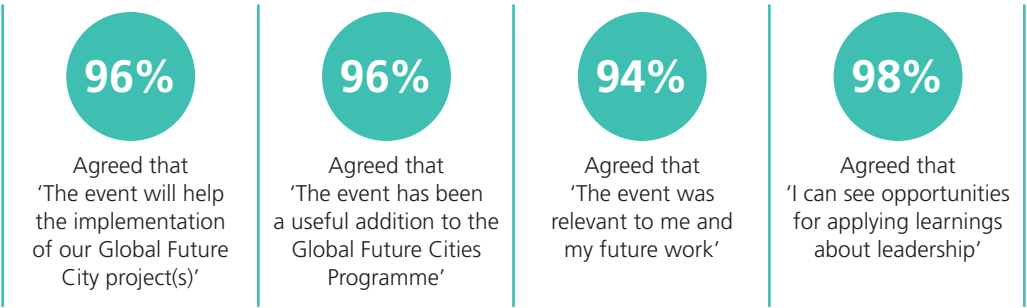 96%
Agreed that
‘The event will help
the implementation
of our Global Future
City project(s)’
96%
Agreed that
‘The event has been
a useful addition to the
Global Future Cities
Programme’
94%
Agreed that
‘The event was
relevant to me and
my future work’
98%
Agreed that
‘I can see opportunities
for applying learnings
about leadership’